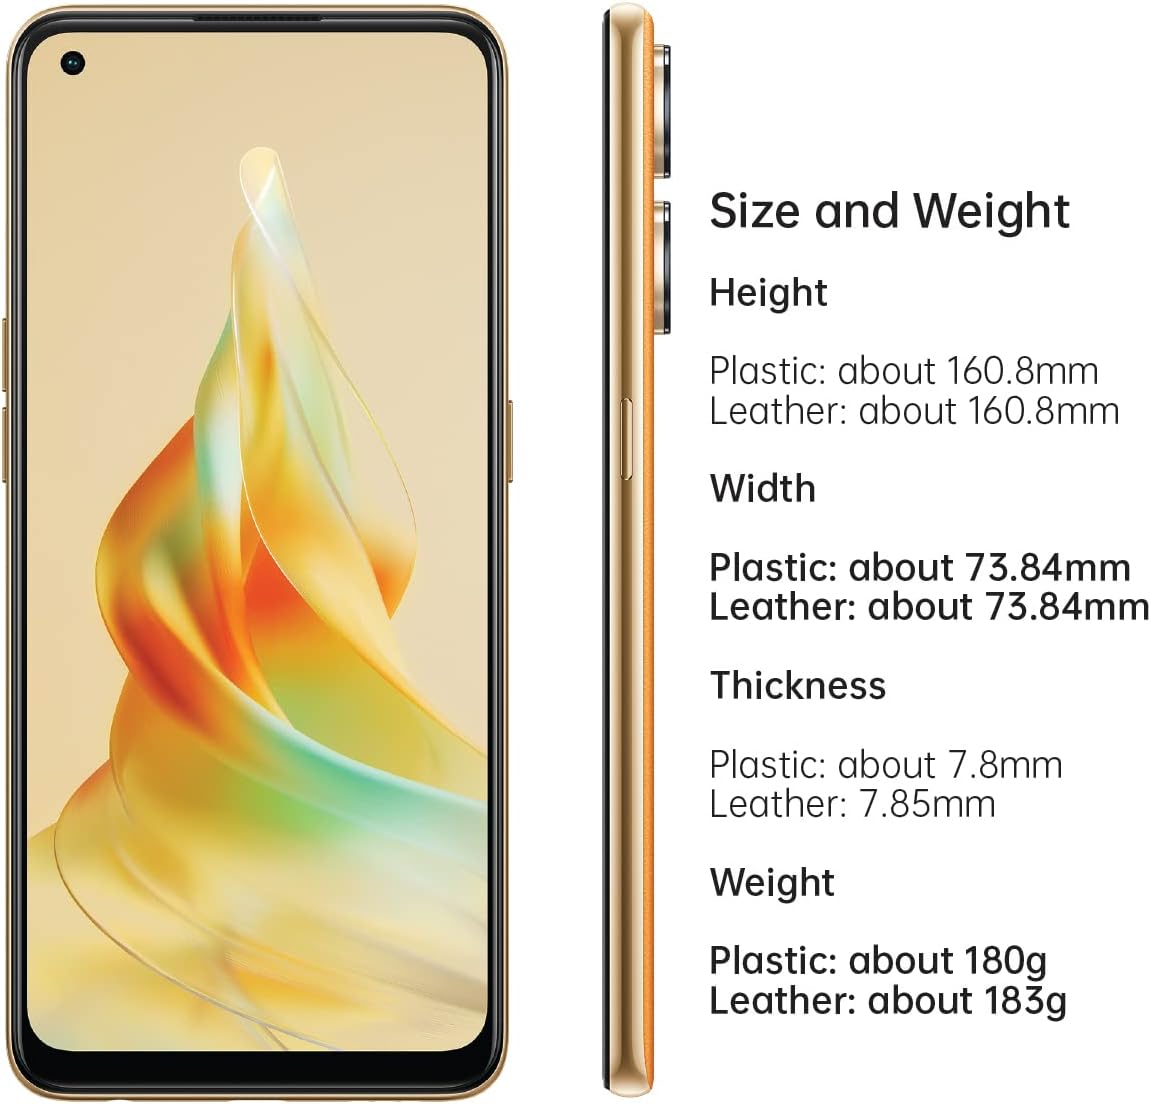 Size and Weight
Height
Plastic: about 160.8mm
Leather: about 160.8mm
Width
Plastic: about 73.84mm
Leather: about 73.84mm
Thickness
Plastic: about 7.8mm
Leather: 7.85mm
Weight
Plastic: about 180g
Leather: about 183g